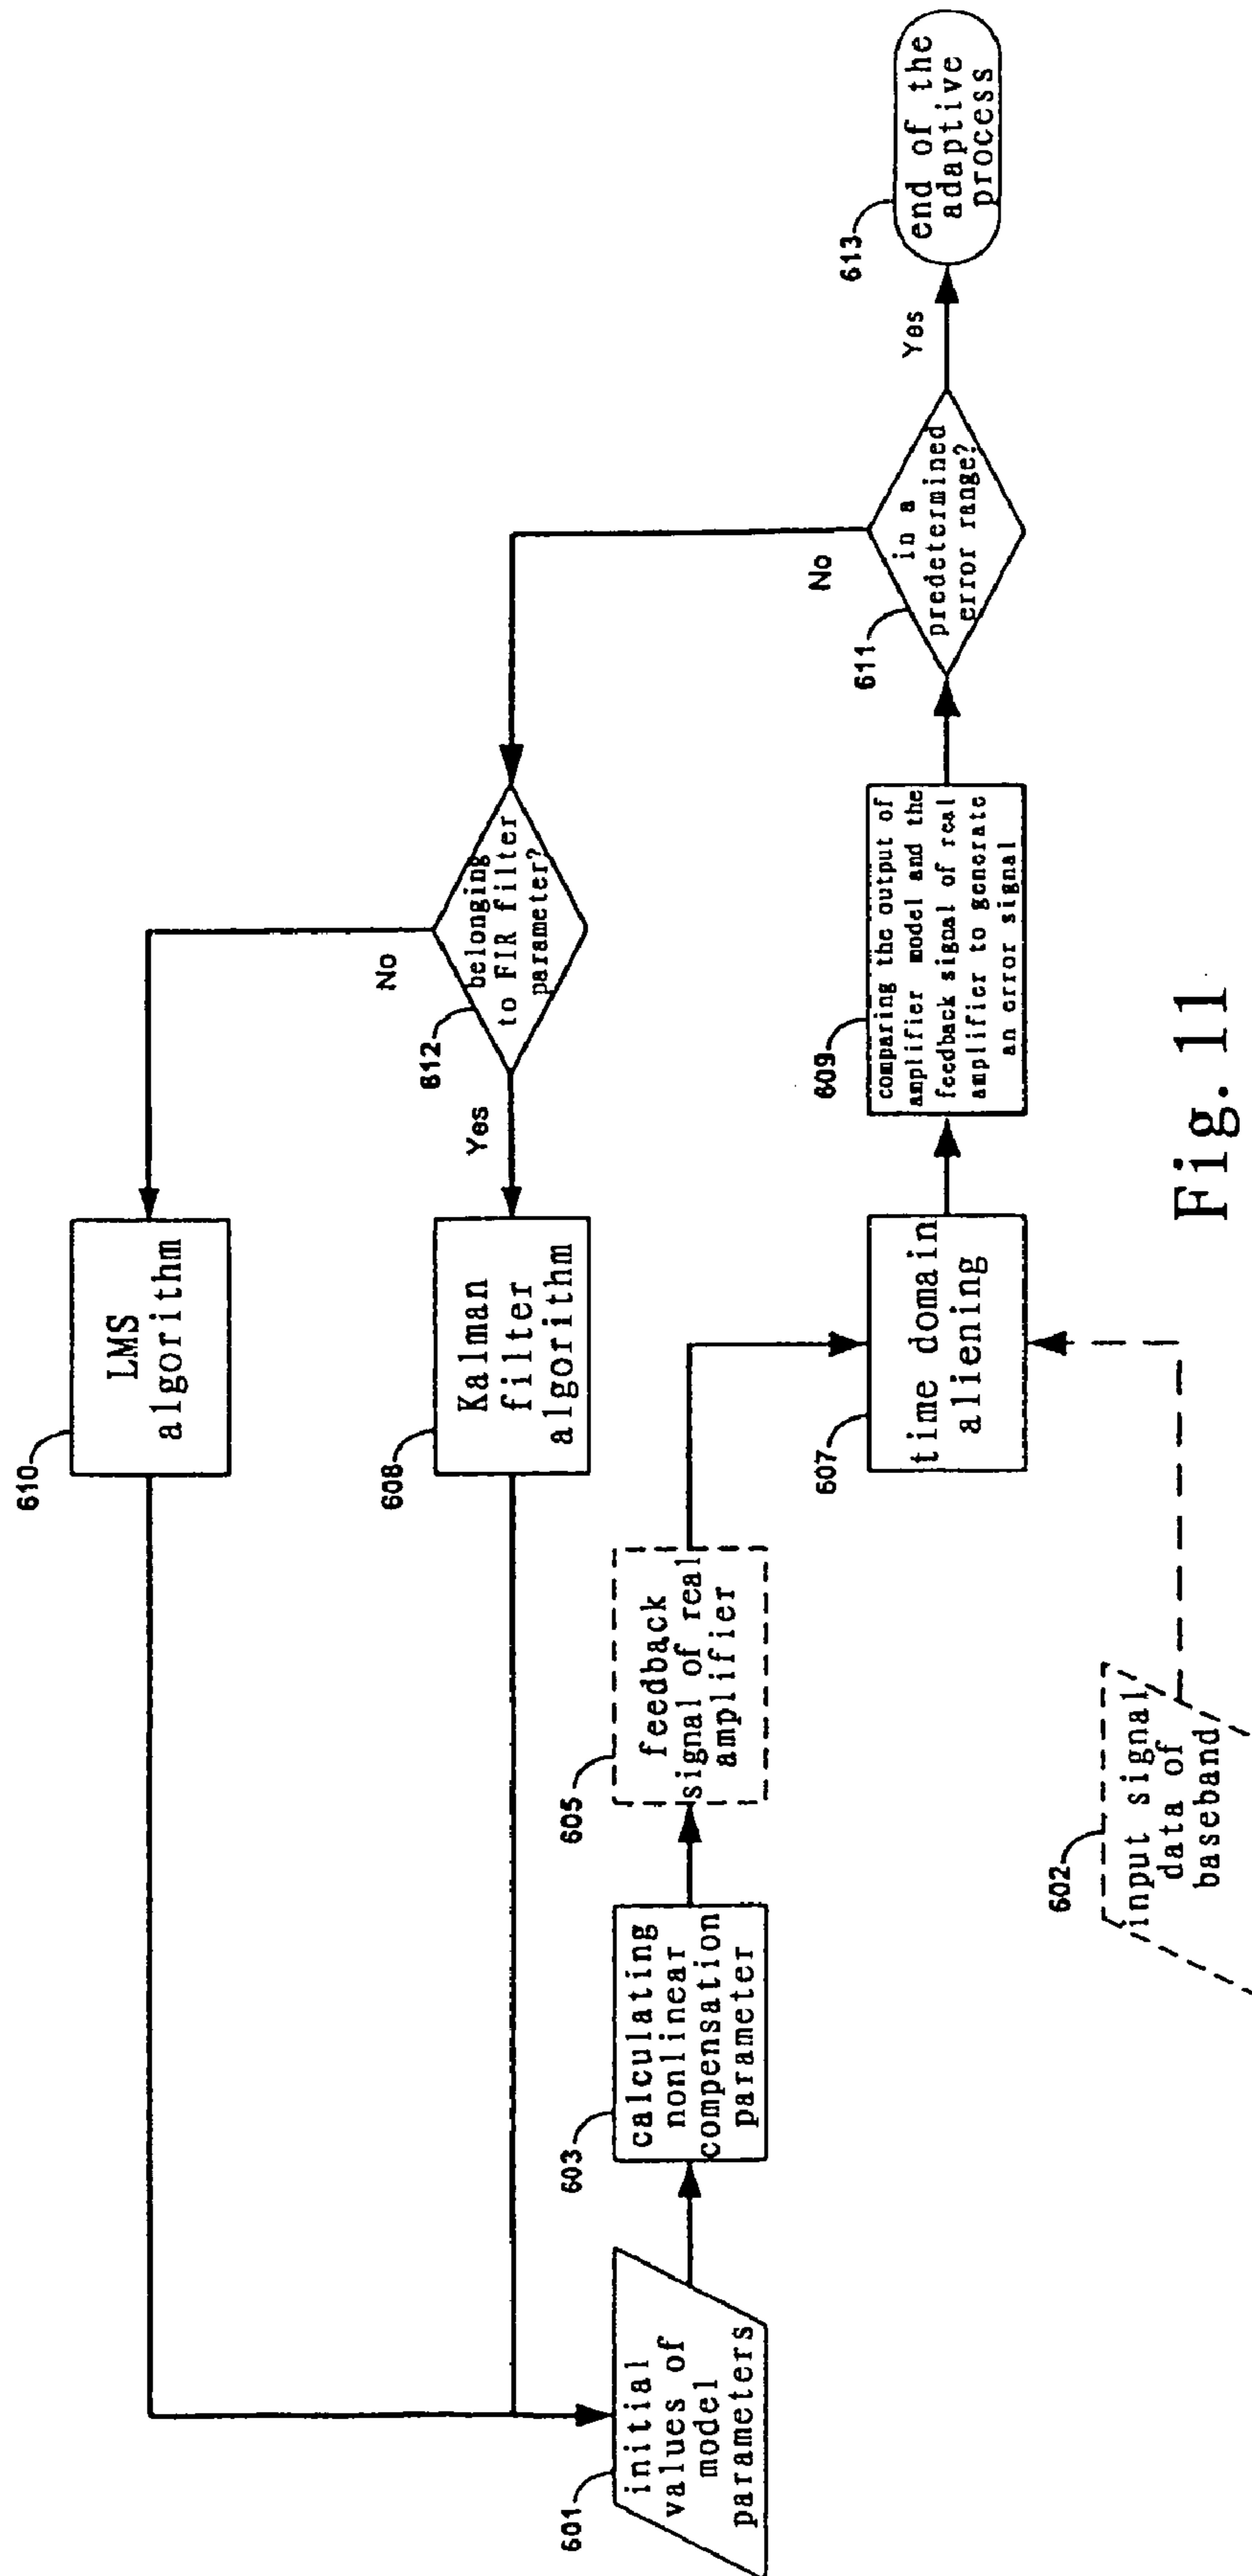 610
LMS
algorithm
608
Kalman
filter
algorithm
612
belonging
to FIR filter
parameter?
No
Yes
601
initial
values of
model
parameters
603
calculating
nonlinear
compensation
parameter
605
feedback
signal of real
amplifier
602
input signal
data of
baseband
607
time domain
aliening
609
comparing the output of
amplifier model and the
feedback signal of real
amplifier to generate
an error signal
611
in a
predetermined
error range?
No
Yes
613
end of the
adaptive
process
Fig. 11